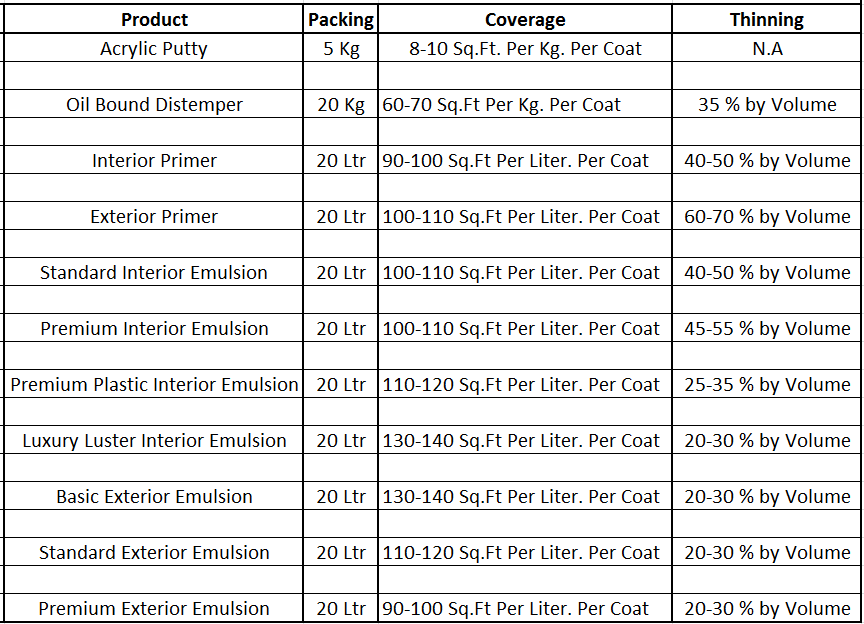 Product Packing Coverage Thinning
Acrylic Putty 5 Kg 8-10 Sq.Ft. Per Kg. Per Coat N.A
Oil Bound Distemper 20 Kg 60-70 Sq.Ft Per Kg. Per Coat 35 % by Volume
Interior Primer 20 Ltr 90-100 Sq.Ft Per Liter. Per Coat 40-50 % by Volume
Exterior Primer 20 Ltr 100-110 Sq.Ft Per Liter. Per Coat 60-70 % by Volume
Standard Interior Emulsion 20 Ltr 100-110 Sq.Ft Per Liter. Per Coat 40-50 % by Volume
Premium Interior Emulsion 20 Ltr 100-110 Sq.Ft Per Liter. Per Coat 45-55 % by Volume
Premium Plastic Interior Emulsion 20 Ltr 110-120 Sq.Ft Per Liter. Per Coat 25-35 % by Volume
Luxury Luster Interior Emulsion 20 Ltr 130-140 Sq.Ft Per Liter. Per Coat 20-30 % by Volume
Basic Exterior Emulsion 20 Ltr 130-140 Sq.Ft Per Liter. Per Coat 20-30 % by Volume
Standard Exterior Emulsion 20 Ltr 110-120 Sq.Ft Per Liter. Per Coat 20-30 % by Volume
Premium Exterior Emulsion 20 Ltr 90-100 Sq.Ft Per Liter. Per Coat 20-30 % by Volume